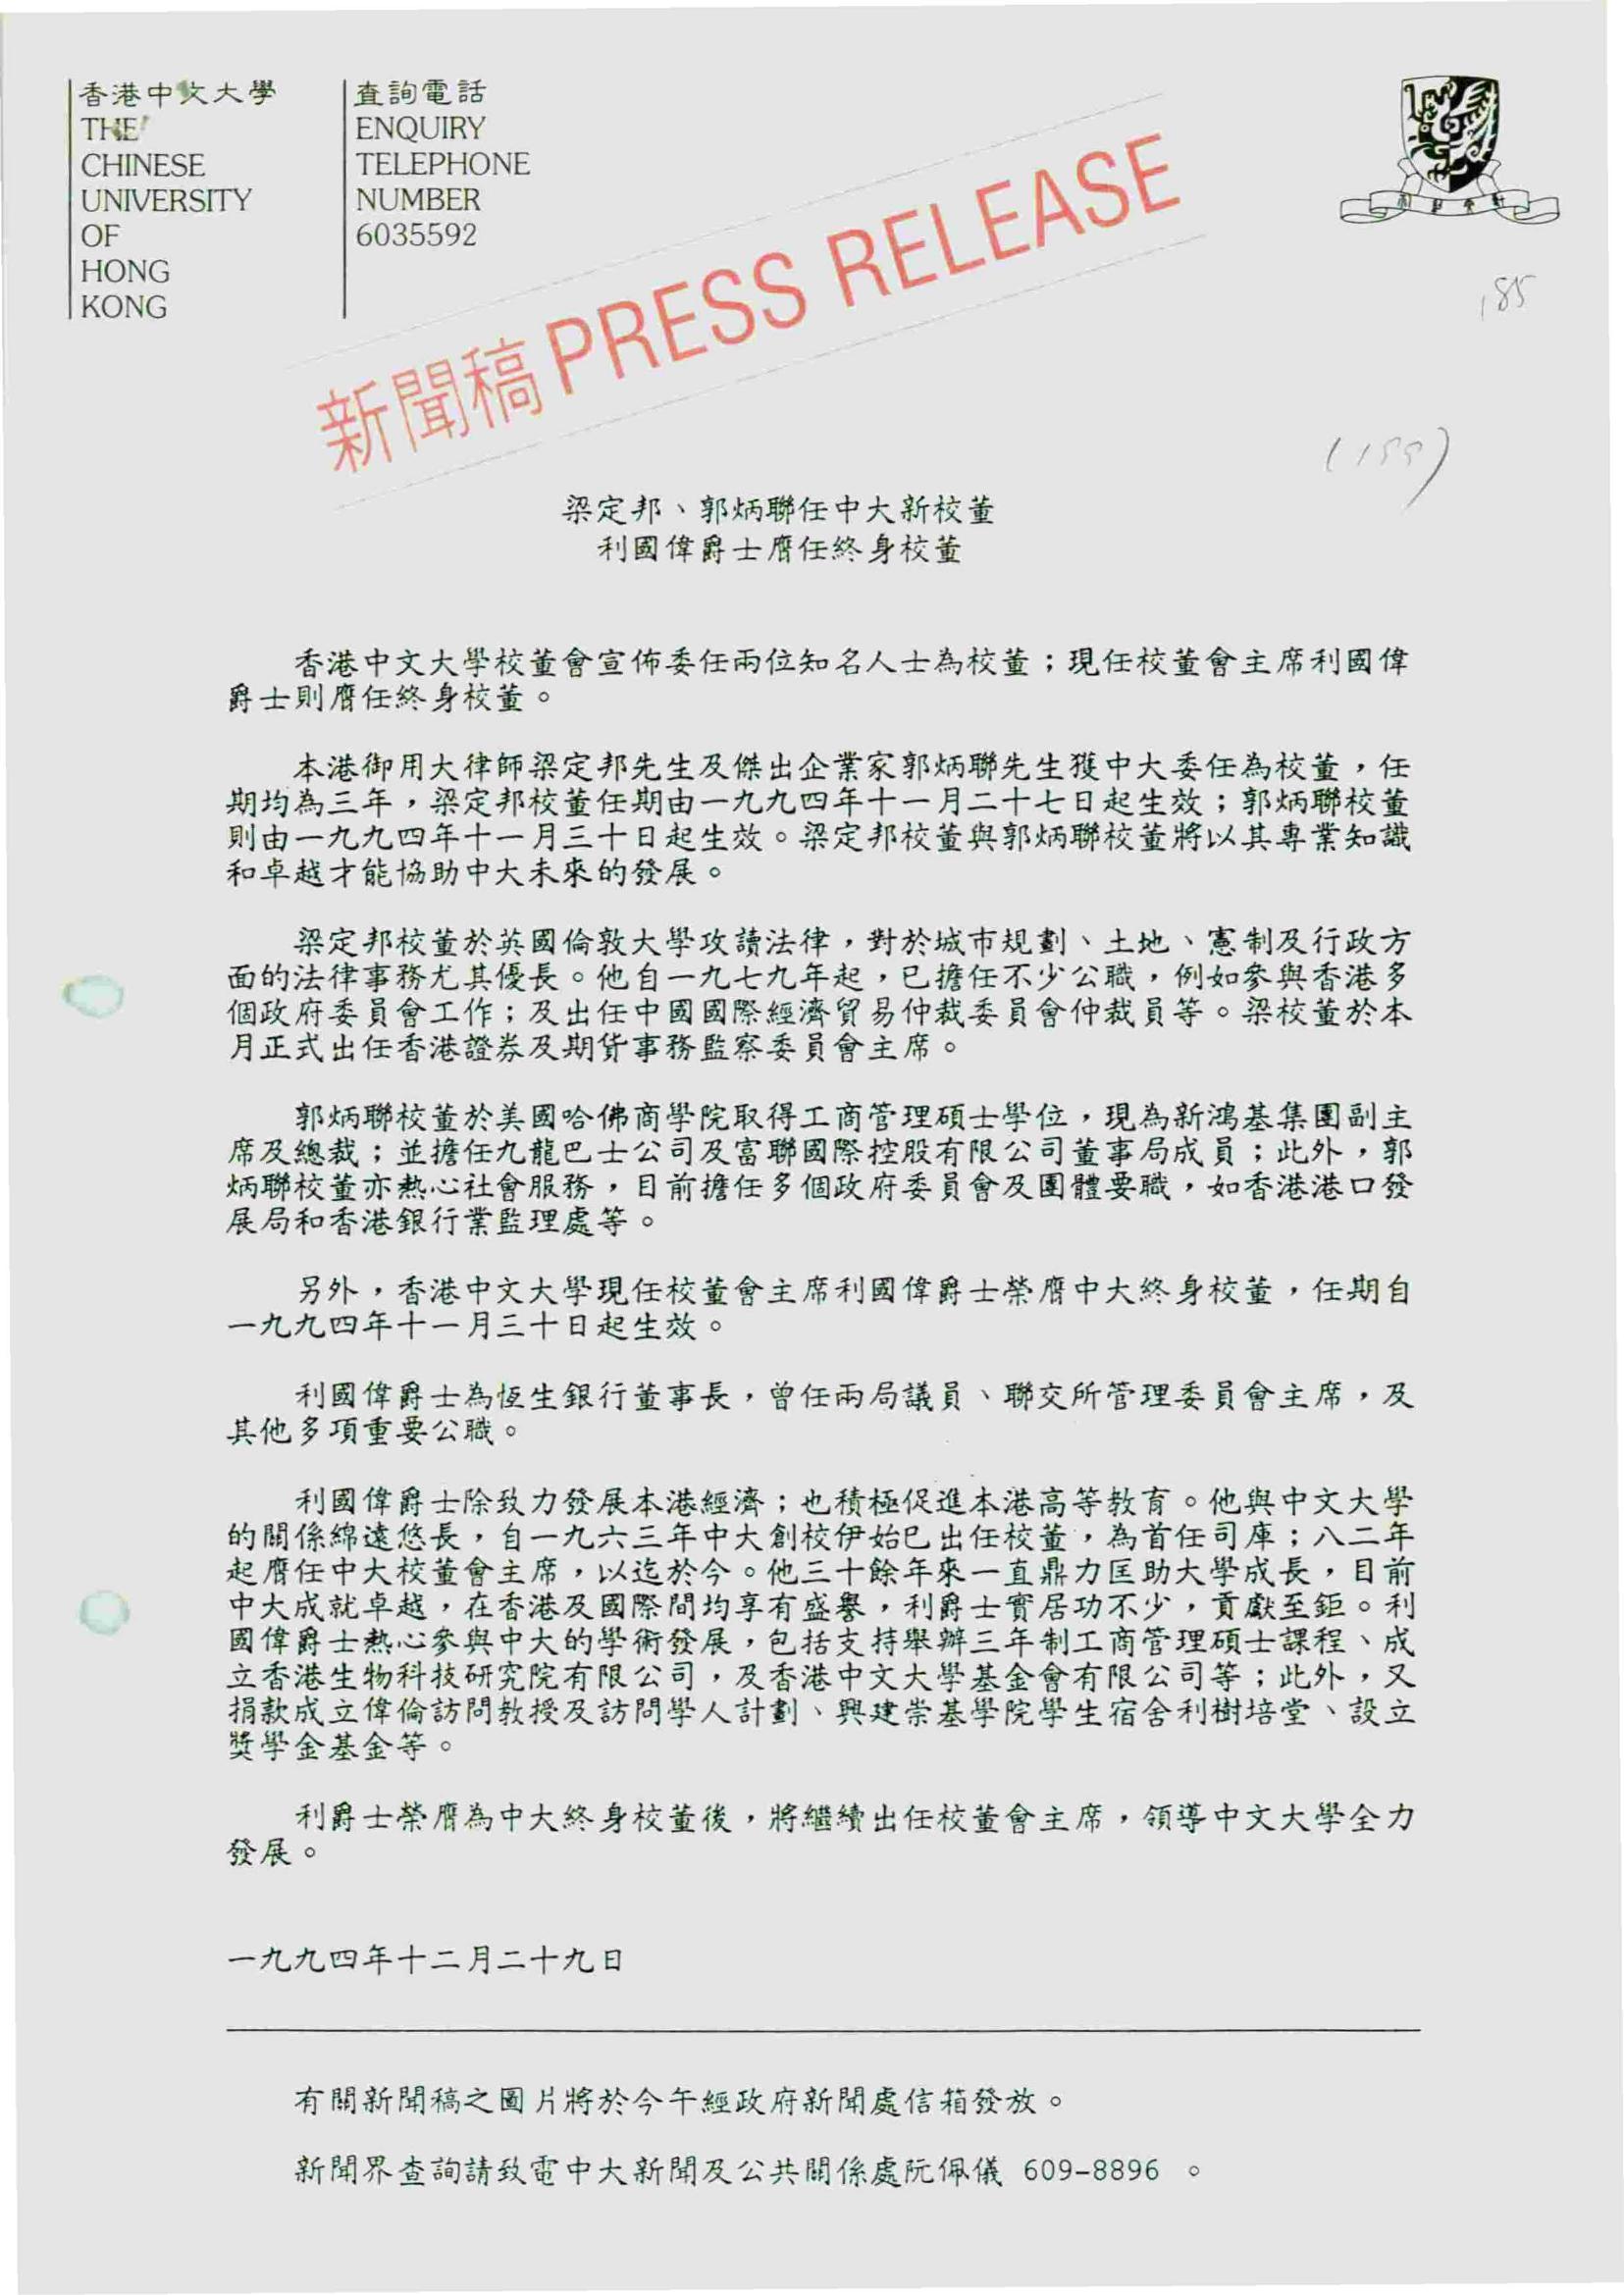 香港中文大學
THE
CHINESE
UNIVERSITY
OF
HONG
KONG
查詢電話
ENQUIRY
TELEPHONE
NUMBER
6035592
新聞稿 PRESS RELEASE
185
梁定邦、郭炳聯任中大新校董
利國偉爵士膺任終身校董
香港中文大學校董會宣佈委任兩位知名人士為校董；現任校董會主席利國偉
爵士則膺任終身校董。
本港御用大律師梁定邦先生及傑出企業家郭炳聯先生獲中大委任為校董，任
期均為三年，梁定邦校董任期由一九九四年十一月二十七日起生效；郭炳聯校董
則由一九九四年十一月三十日起生效。梁定邦校董與郭炳聯校董將以其專業知識
和卓越才能協助中大未來的發展。
梁定邦校董於英國倫敦大學攻讀法律，對於城市規劃、土地、憲制及行政方
面的法律事務尤其優長。他自一九七九年起，已擔任不少公職，例如參與香港多
個政府委員會工作；及出任中國國際經濟貿易仲裁委員會仲裁員等。梁校董於本
月正式出任香港證券及期貨事務監察委員會主席。
郭炳聯校董於美國哈佛商學院取得工商管理碩士學位，現為新鴻基集團副主
席及總裁；並擔任九龍巴士公司及富聯國際控股有限公司董事局成員；此外，郭
炳聯校董亦熱心社會服務，目前擔任多個政府委員會及團體要職，如香港港口發
展局和香港銀行業監理處等。
另外，香港中文大學現任校董會主席利國偉爵士榮膺中大終身校董，任期自
一九九四年十一月三十日起生效。
利國偉爵士為恆生銀行董事長，曾任兩局議員、聯交所管理委員會主席，及
其他多項重要公職。
利國偉爵士除致力發展本港經濟；也積極促進本港高等教育。他與中文大學
的關係綿遠悠長，自一九六三年中大創校伊始已出任校董，為首任司庫；八二年
起膺任中大校董會主席，以迄於今。他三十餘年來一直鼎力匡助大學成長，目前
中大成就卓越，在香港及國際間均享有盛譽，利爵士實居功不少，貢獻至鉅。利
國偉爵士熱心參與中大的學術發展，包括支持舉辦三年制工商管理碩士課程、成
立香港生物科技研究院有限公司，及香港中文大學基金會有限公司等；此外，又
捐款成立偉倫訪問教授及訪問學人計劃、興建崇基學院學生宿舍利樹培堂、設立
獎學金基金等。
利爵士榮膺為中大終身校董後，將繼續出任校董會主席，領導中文大學全力
發展。
一九九四年十二月二十九日
有關新聞稿之圖片將於今午經政府新聞處信箱發放。
新聞界查詢請致電中大新聞及公共關係處阮佩儀 609-8896 。